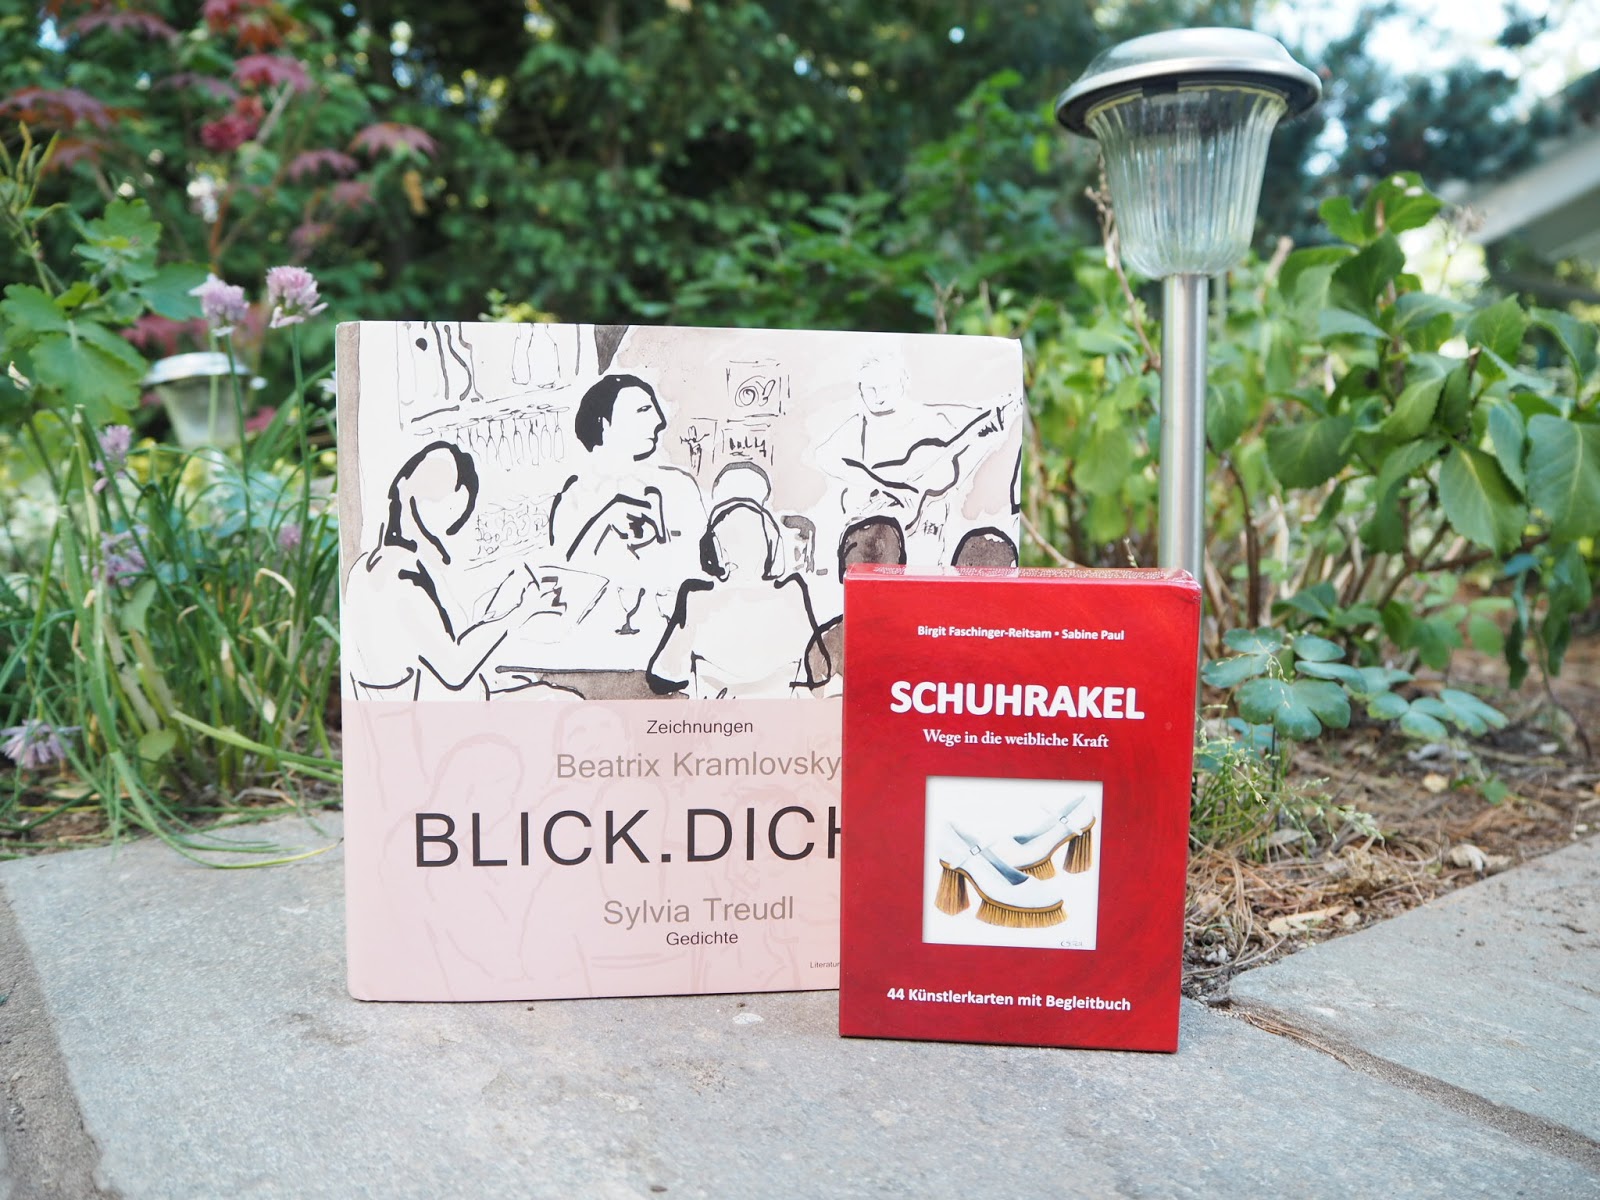 Zeichnungen
Beatrix Kramlovsky
BLICK.DICH
Sylvia Treudl
Gedichte
Birgit Faschinger-Reitsam • Sabine Paul
SCHUHRAKEL
Wege in die weibliche Kraft
44 Künstlerkarten mit Begleitbuch